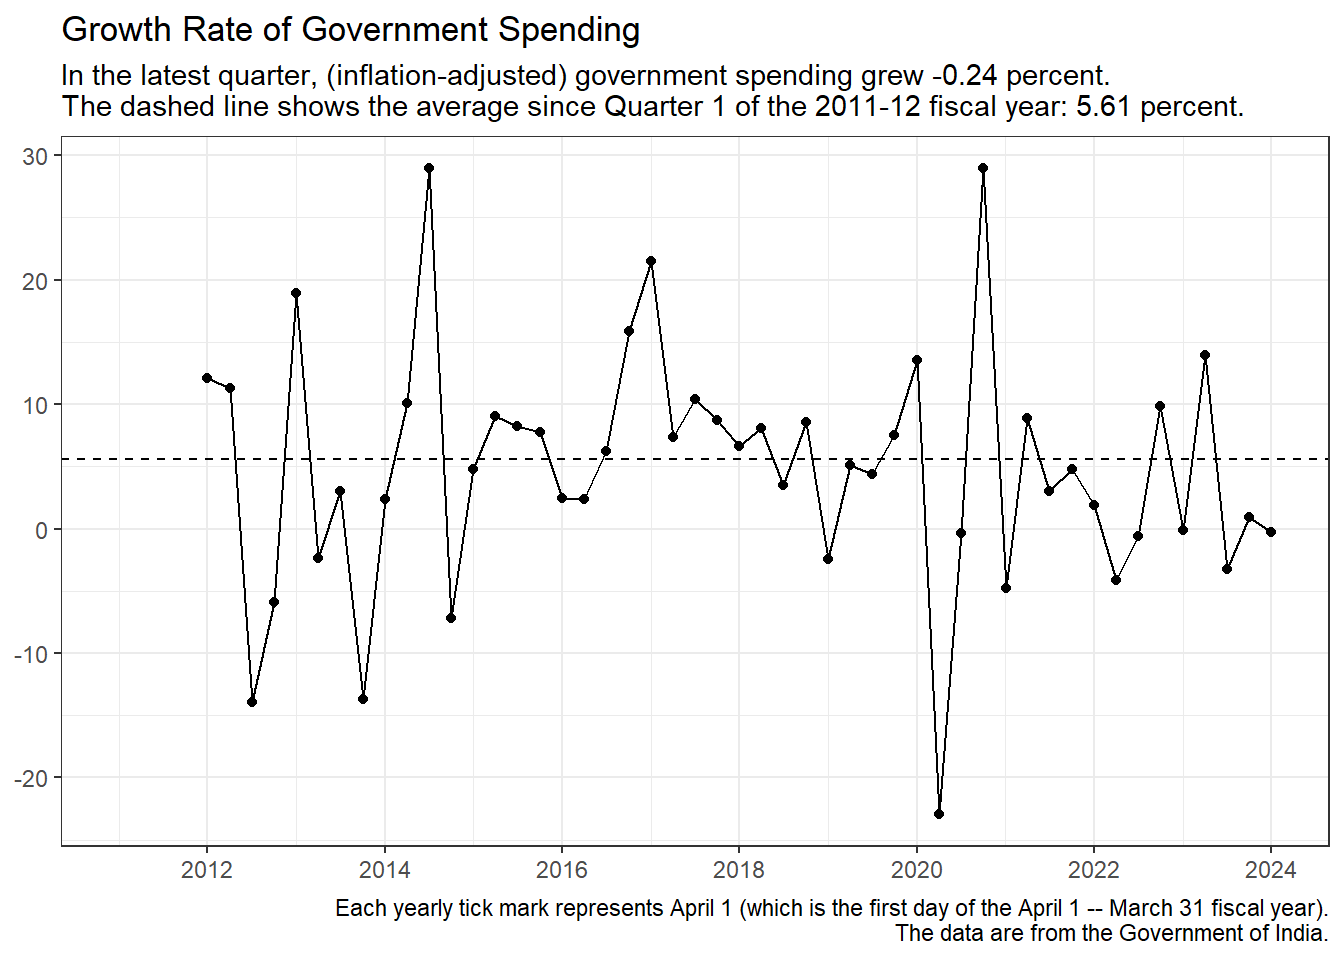 Growth Rate of Government Spending
In the latest quarter, (inflation-adjusted) government spending grew -0.24 percent.
The dashed line shows the average since Quarter 1 of the 2011-12 fiscal year: 5.61 percent.
30
20
10
0
-10
-20
2012 2014 2016 2018 2020 2022 2024
Each yearly tick mark represents April 1 (which is the first day of the April 1 -- March 31 fiscal year).
The data are from the Government of India.